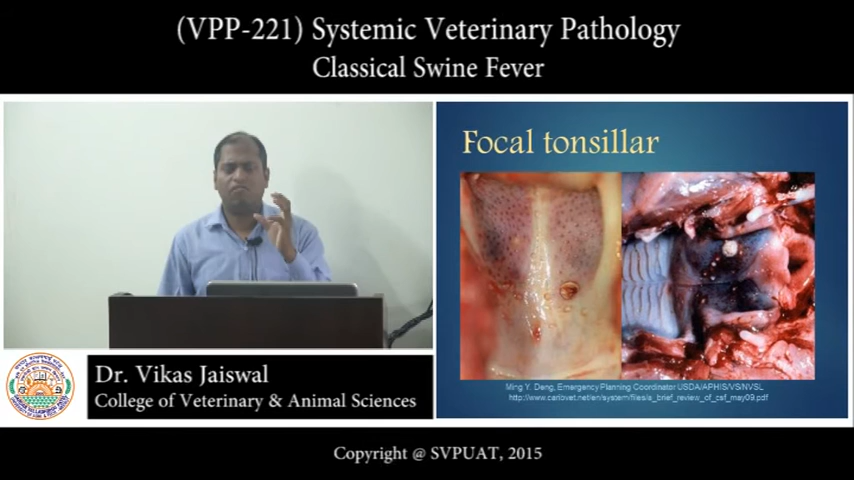 (VPP-221) Systemic Veterinary Pathology
Classical Swine Fever
Focal tonsillar
Ming Y. Deng, Emergency Planning Coordinator USDA/APHIS/VS/NVSL
http://www.cariovet.net/en/system/files/a_brief_review_of_csf_may09.pdf
Dr. Vikas Jaiswal
College of Veterinary & Animal Sciences
Copyright @ SVPUAT, 2015